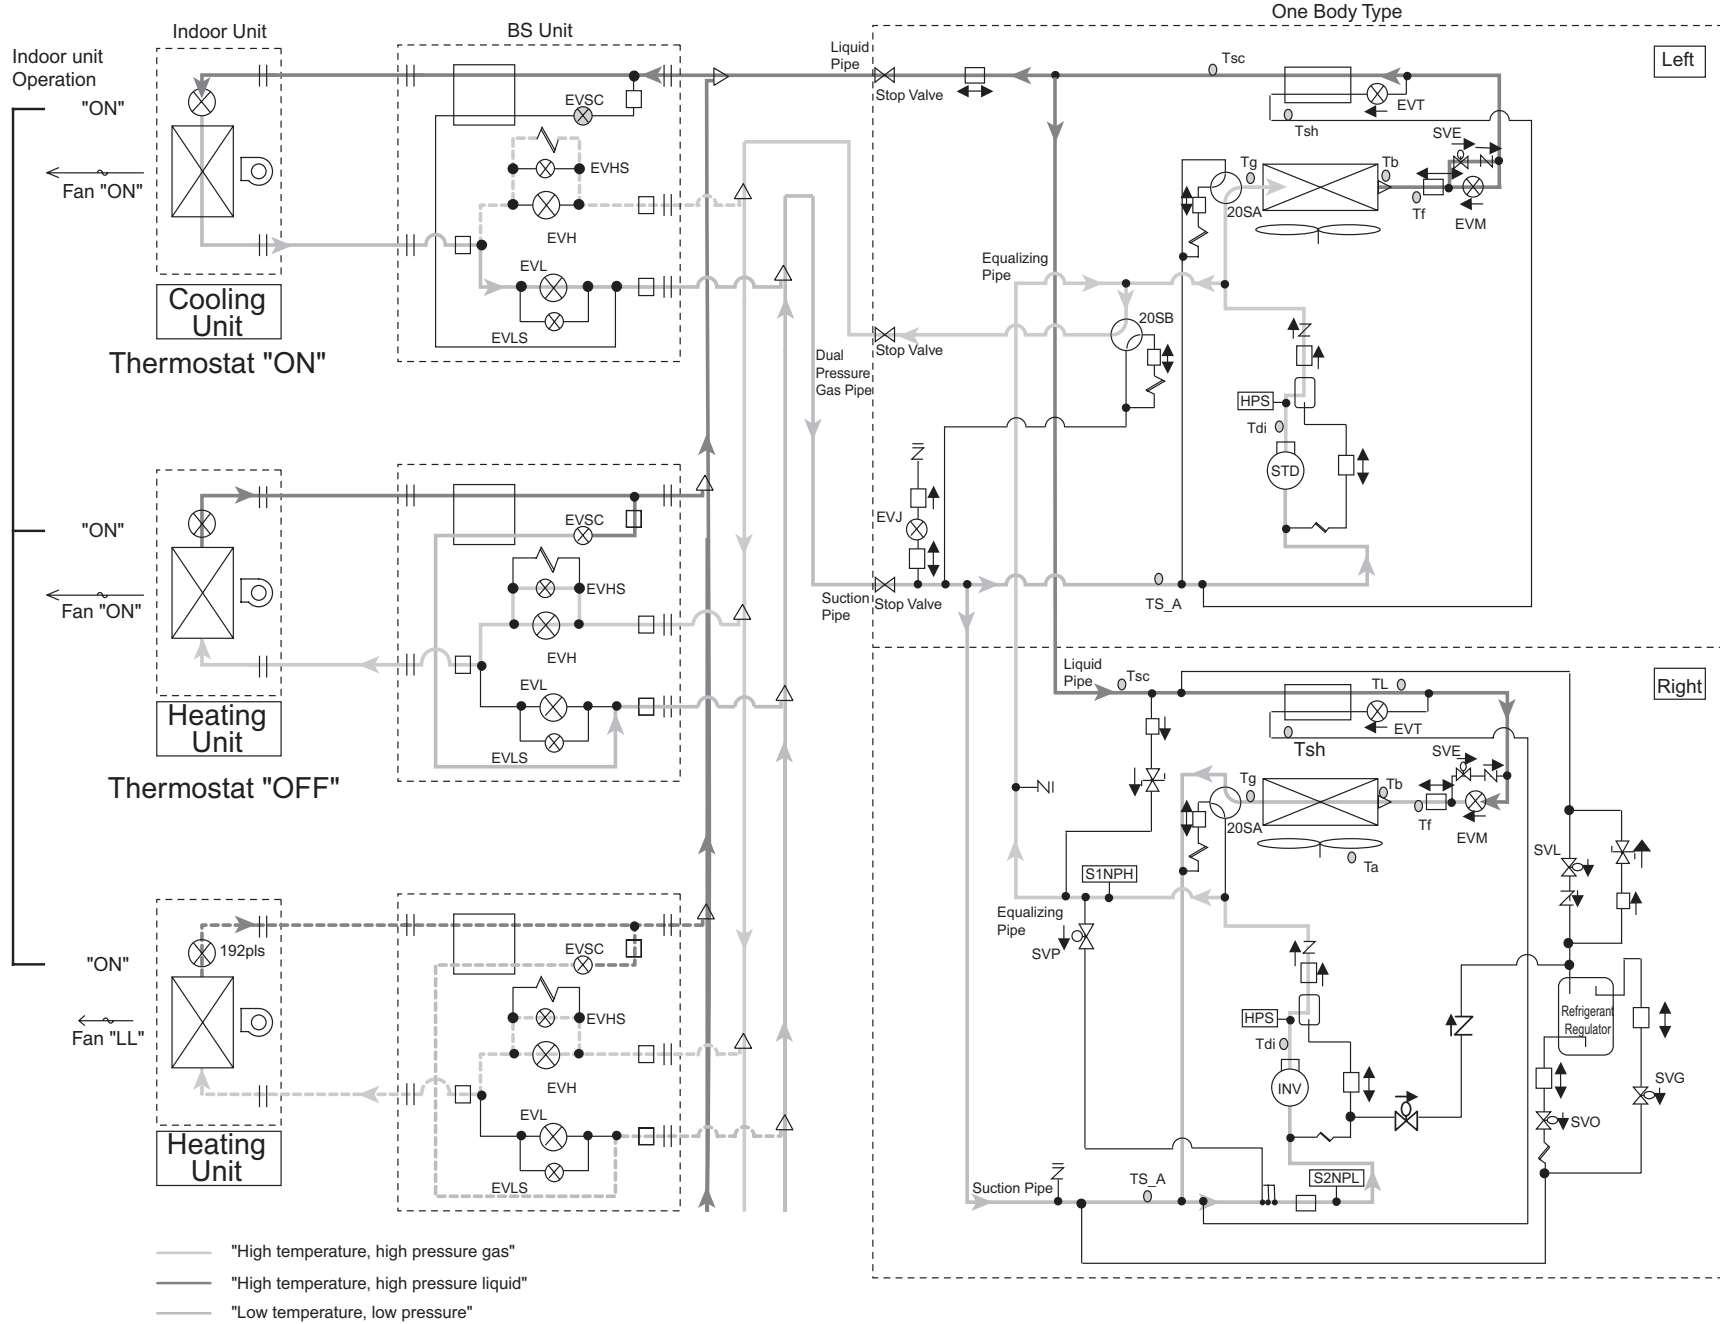 One Body Type
Indoor Unit
BS Unit
Indoor unit
Operation
Liquid
Pipe
Stop Valve
Tsc
Left
"ON"
EVSC
EVT
Tsh
SVE
Fan "ON"
EVHS
Tg
Tb
20SA
Tf
EVM
EVH
EVL
Equalizing
Pipe
Cooling
Unit
EVLS
20SB
Stop Valve
Thermostat "ON"
Dual
Pressure
Gas Pipe
HPS
Tdi
STD
"ON"
EVSC
EVJ
Fan "ON"
EVHS
Suction
Pipe
Stop Valve
TS_A
EVH
Liquid
Pipe
Tsc
TL
Right
EVL
Heating
Unit
EVT
Tsh
EVLS
SVE
Thermostat "OFF"
Tg
Tb
20SA
Tf
EVM
Ta
SVL
S1NPH
Equalizing
Pipe
SVP
192pls
EVSC
"ON"
Refrigerant
Regulator
EVHS
HPS
Fan "LL"
Tdi
EVH
INV
SVG
EVL
SVO
Heating
Unit
EVLS
Suction Pipe
TS_A
S2NPL
"High temperature, high pressure gas"
"High temperature, high pressure liquid"
"Low temperature, low pressure"